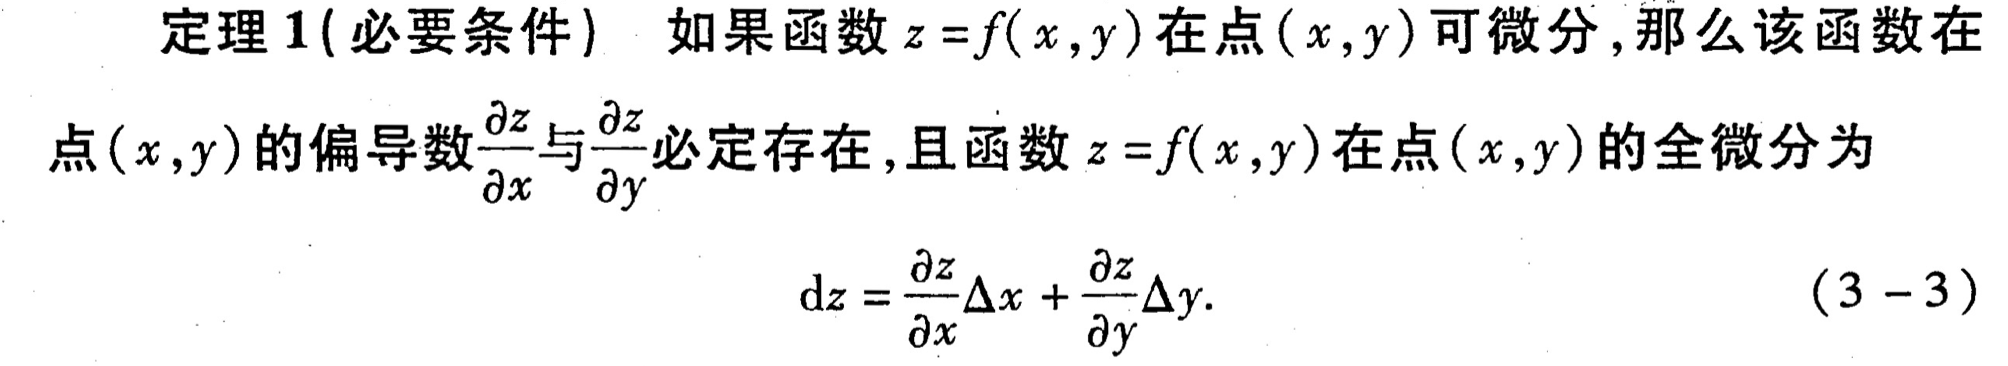 定理 1(必要条件) 如果函数 z =f(x,y)在点(x,y)可微分,那么该函数在
点(x,y)的偏导数∂z/∂x与∂z/∂y必定存在,且函数 z =f(x,y)在点(x,y)的全微分为
dz = ∂z/∂x Δx + ∂z/∂y Δy. (3 -3)